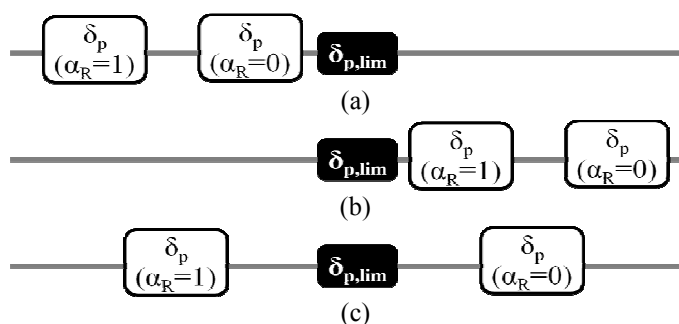 δp (αR=1) δp (αR=0) δp,lim
(a)
δp,lim δp (αR=1) δp (αR=0)
(b)
δp (αR=1) δp,lim δp (αR=0)
(c)